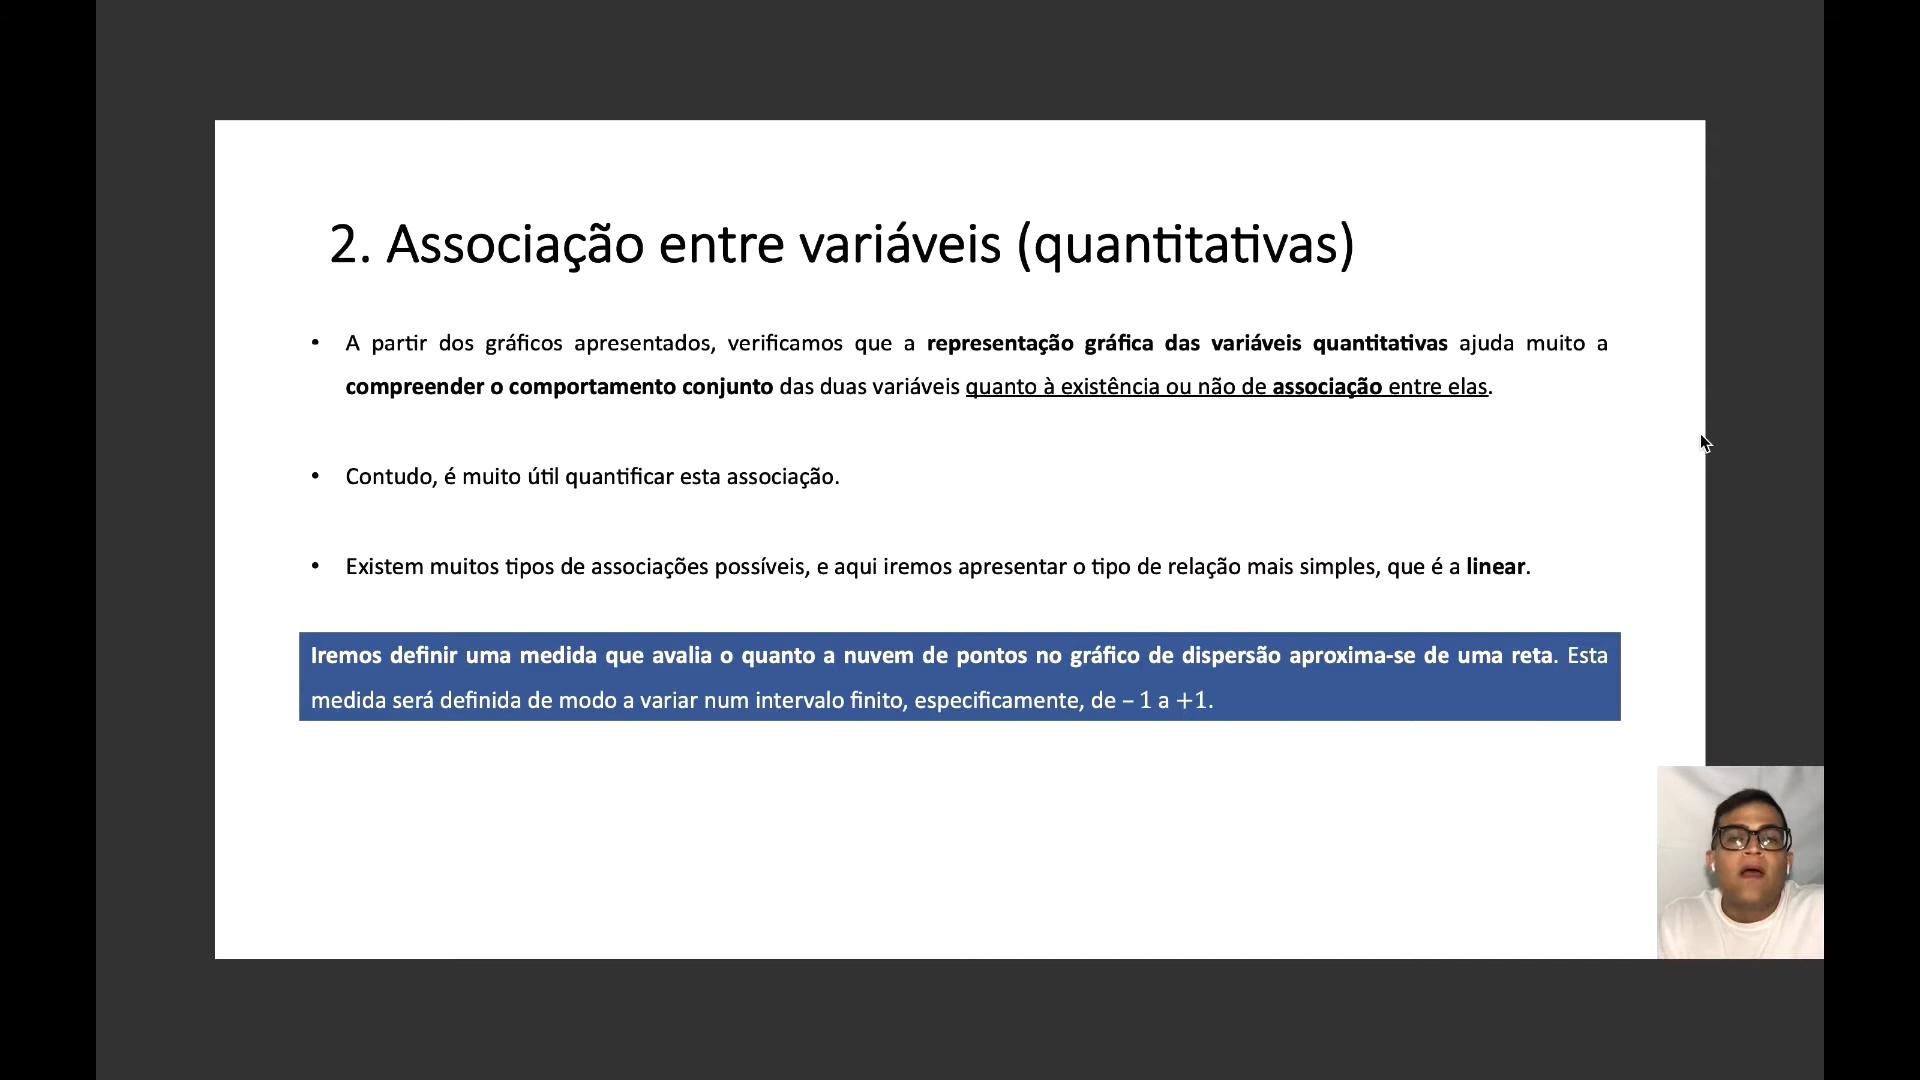 2. Associação entre variáveis (quantitativas)
• A partir dos gráficos apresentados, verificamos que a representação gráfica das variáveis quantitativas ajuda muito a
compreender o comportamento conjunto das duas variáveis quanto à existência ou não de associação entre elas.
• Contudo, é muito útil quantificar esta associação.
• Existem muitos tipos de associações possíveis, e aqui iremos apresentar o tipo de relação mais simples, que é a linear.
Iremos definir uma medida que avalia o quanto a nuvem de pontos no gráfico de dispersão aproxima-se de uma reta. Esta
medida será definida de modo a variar num intervalo finito, especificamente, de – 1 a +1.